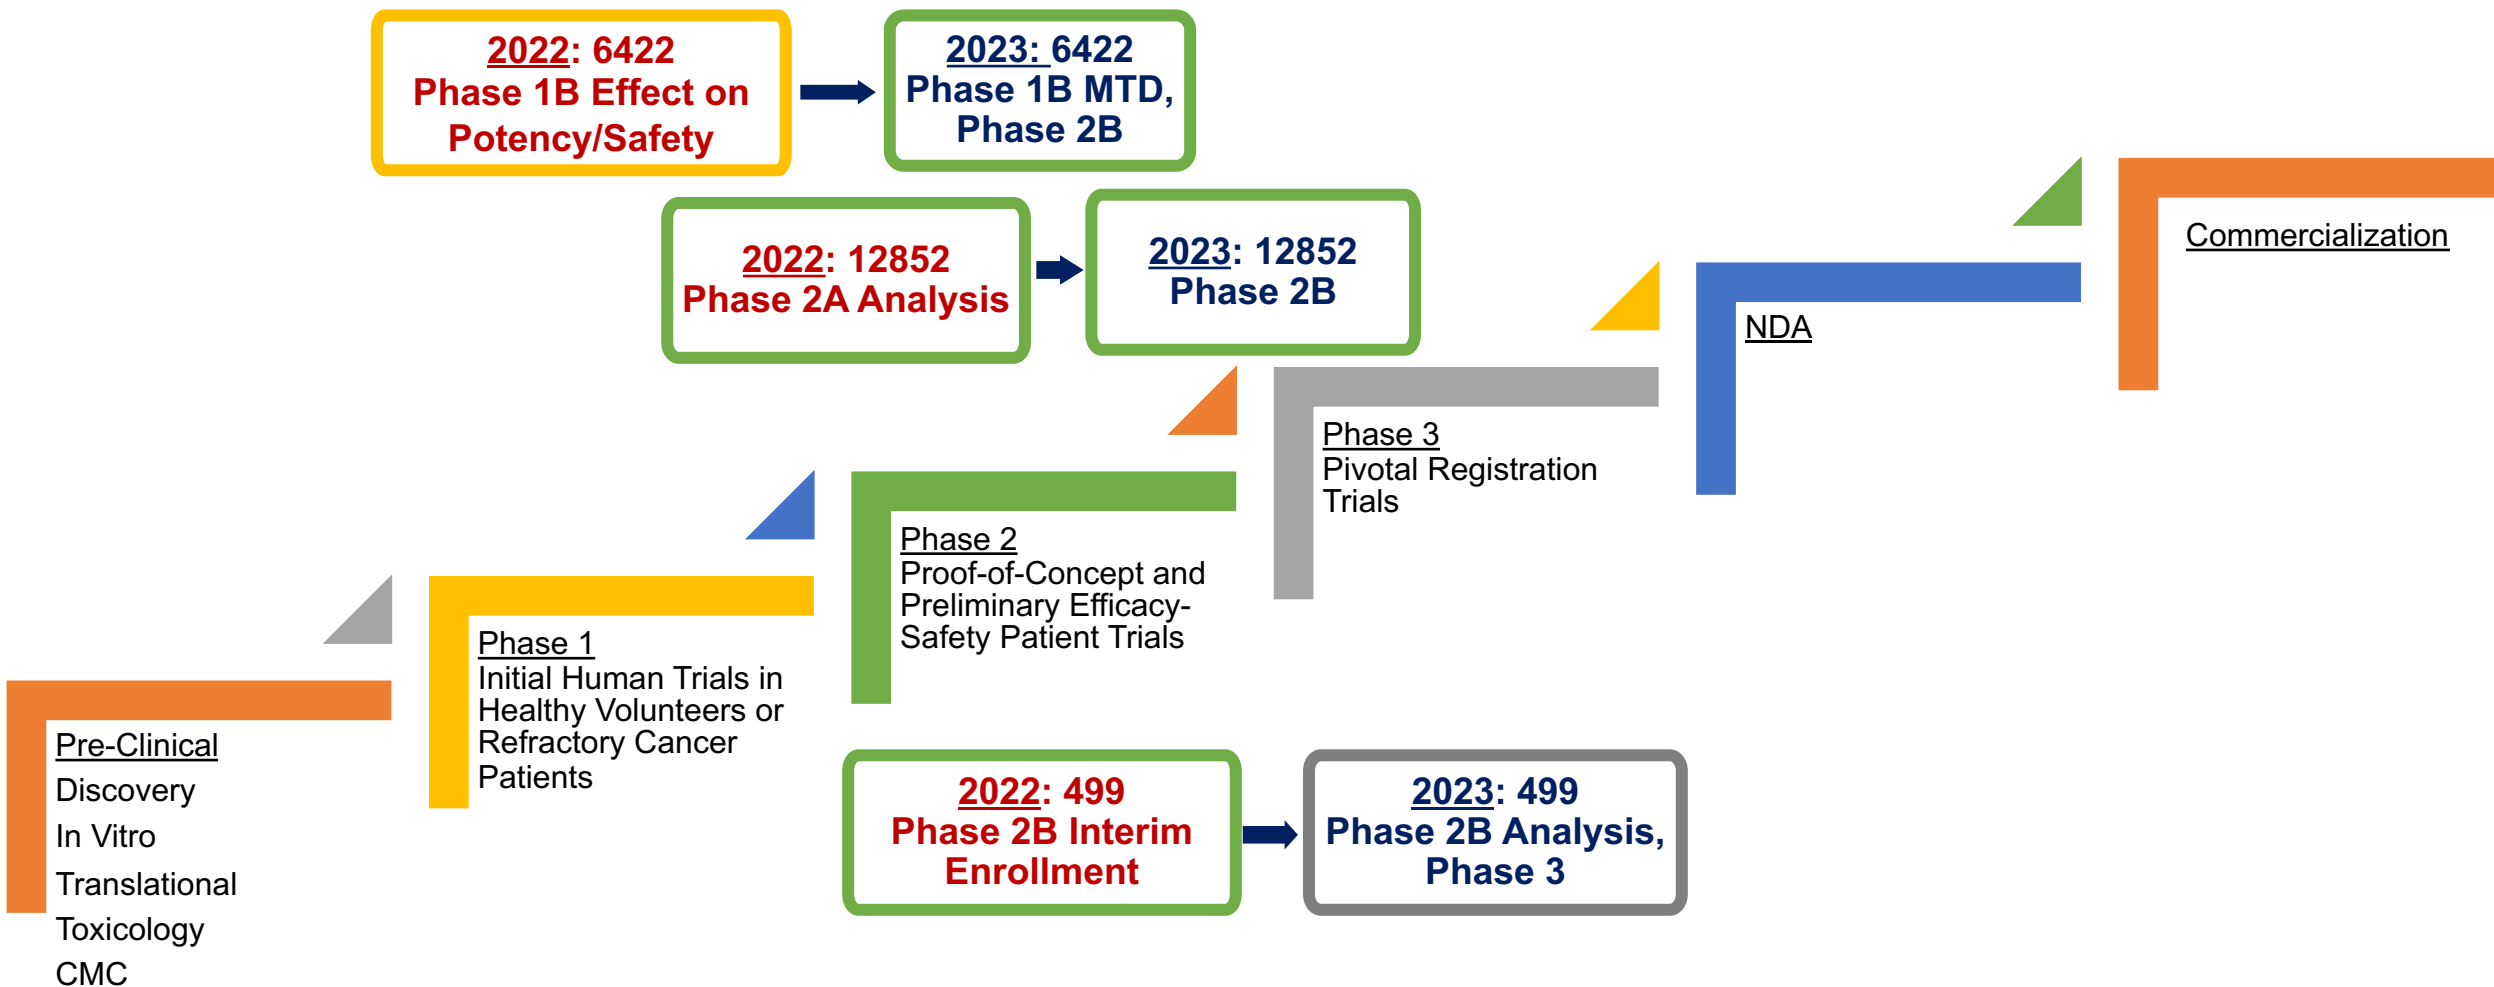 2022: 6422
Phase 1B Effect on
Potency/Safety
2023: 6422
Phase 1B MTD,
Phase 2B
2022: 12852
Phase 2A Analysis
2023: 12852
Phase 2B
Commercialization
NDA
Phase 3
Pivotal Registration
Trials
Phase 2
Proof-of-Concept and
Preliminary Efficacy-
Safety Patient Trials
Phase 1
Initial Human Trials in
Healthy Volunteers or
Refractory Cancer
Patients
Pre-Clinical
Discovery
In Vitro
Translational
Toxicology
CMC
2022: 499
Phase 2B Interim
Enrollment
2023: 499
Phase 2B Analysis,
Phase 3